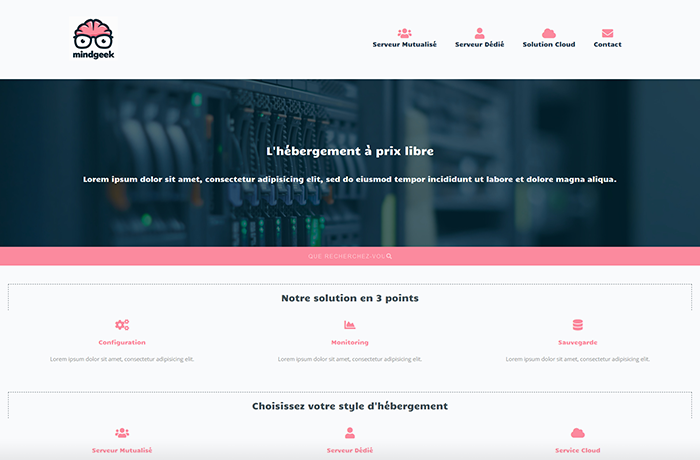 mindgeek
Serveur Mutualisé Serveur Dédié Solution Cloud Contact
L'hébergement à prix libre
Lorem ipsum dolor sit amet, consectetur adipisicing elit, sed do eiusmod tempor incididunt ut labore et dolore magna aliqua.
QUE RECHERCHEZ-VOU
Notre solution en 3 points
Configuration Monitoring Sauvegarde
Lorem ipsum dolor sit amet, consectetur adipisicing elit. Lorem ipsum dolor sit amet, consectetur adipisicing elit. Lorem ipsum dolor sit amet, consectetur adipisicing elit.
Choisissez votre style d'hébergement
Serveur Mutualisé Serveur Dédié Service Cloud